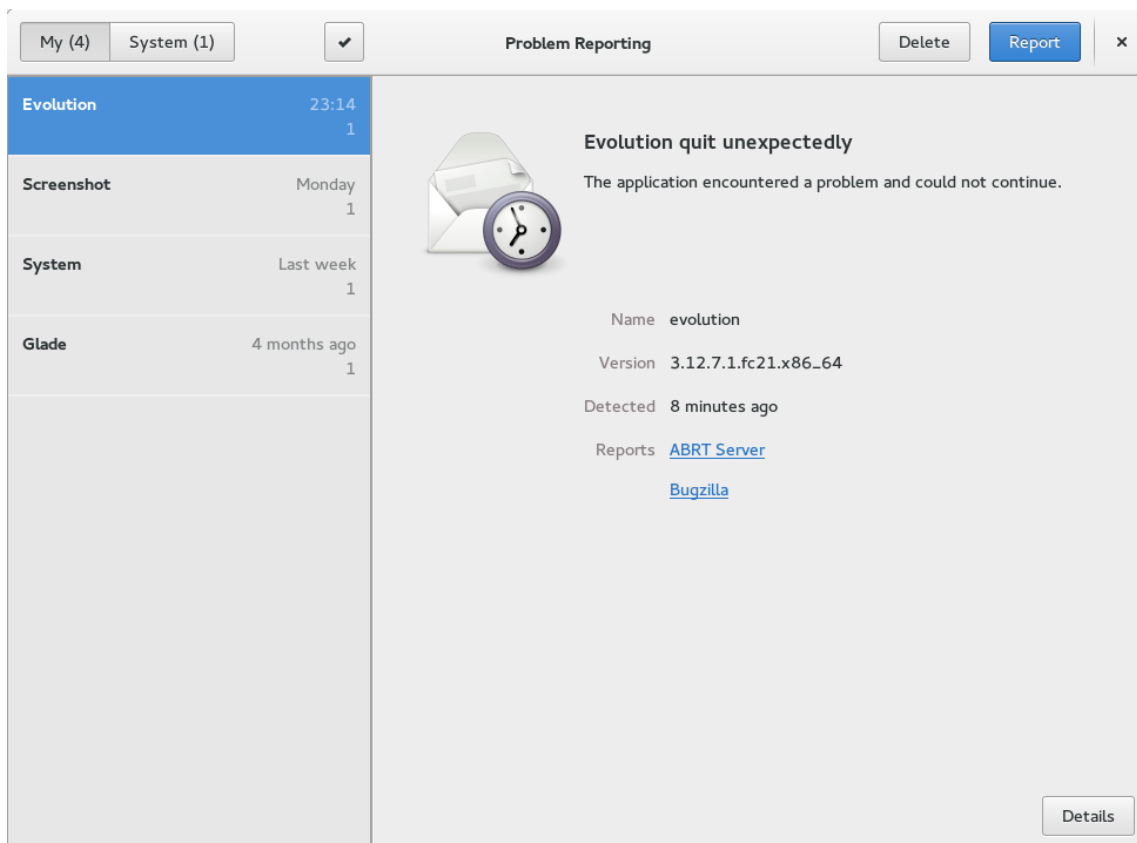 My (4) System (1) Problem Reporting Delete Report
Evolution 23:14
1
Screenshot Monday
1
System Last week
1
Glade 4 months ago
1
Evolution quit unexpectedly
The application encountered a problem and could not continue.
Name evolution
Version 3.12.7.1.fc21.x86_64
Detected 8 minutes ago
Reports ABRT Server
Bugzilla
Details